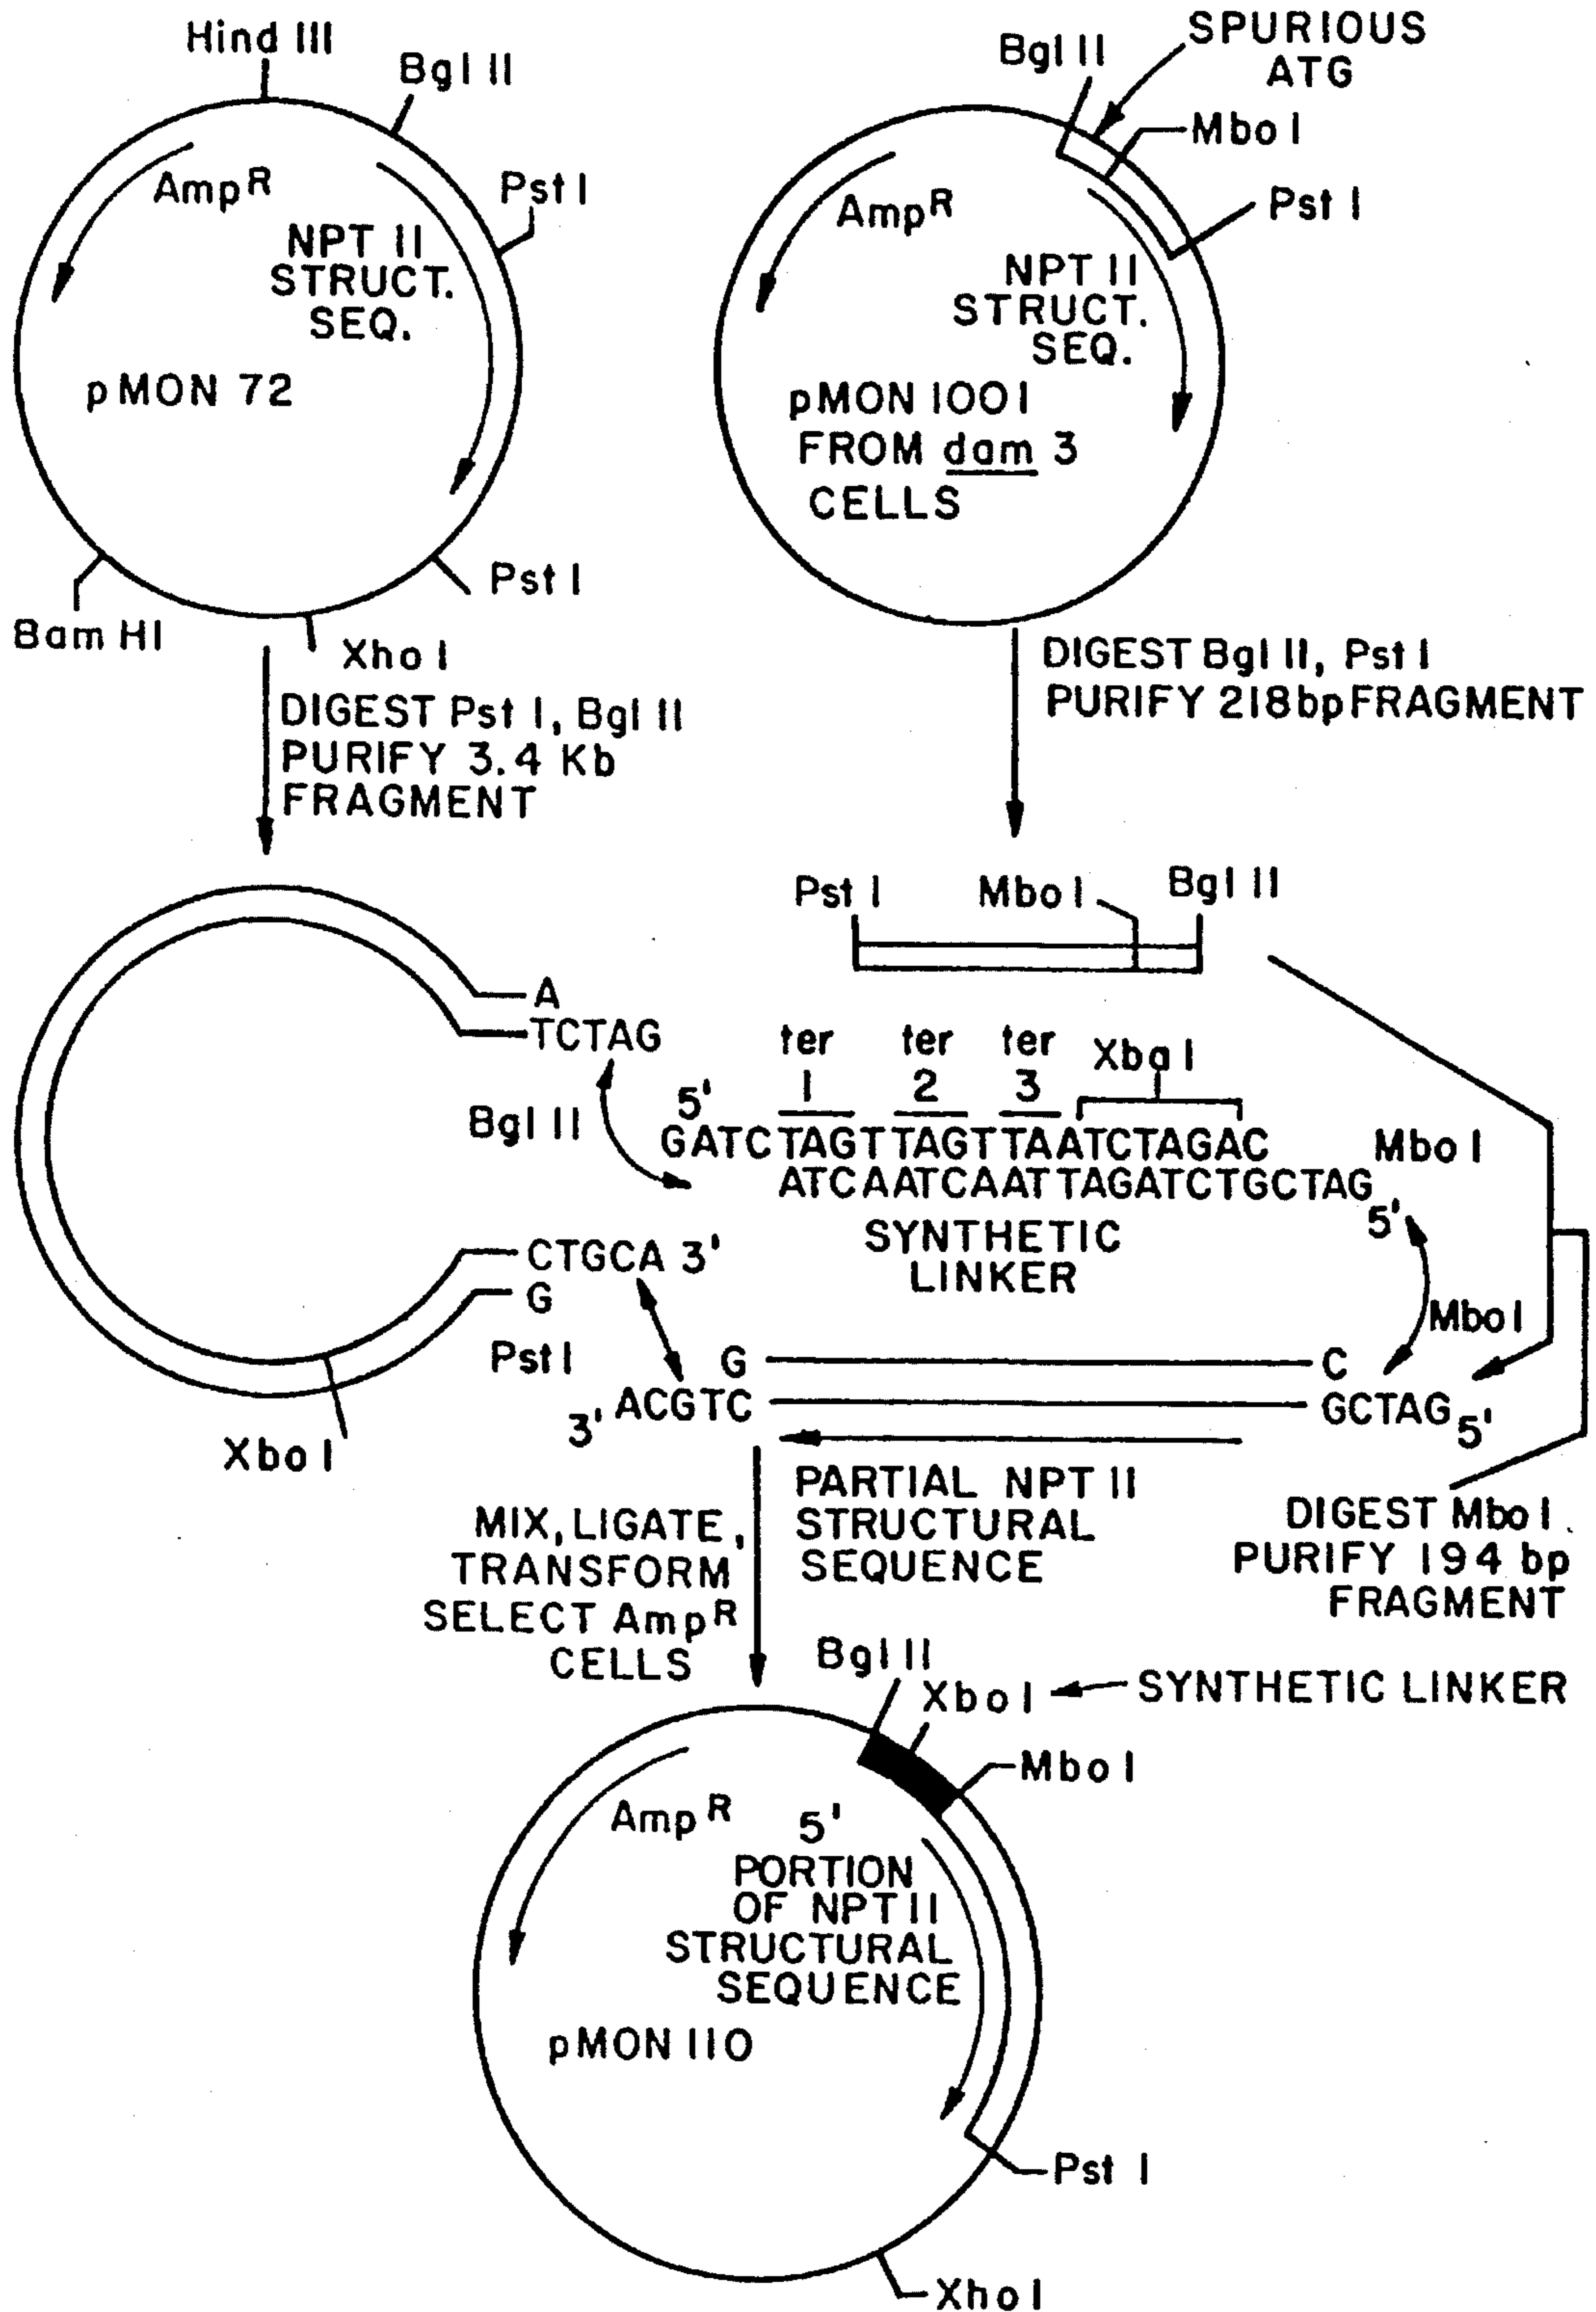 Hind III
Bgl II
Amp R
Pst I
NPT II
STRUCT.
SEQ.
pMON 72
Pst I
Bam HI
Xho I
Bgl II
SPURIOUS
ATG
Mbo I
Amp R
Pst I
NPT II
STRUCT.
SEQ.
pMON 1001
FROM dam 3
CELLS
DIGEST Pst I, Bgl II
PURIFY 3.4 Kb
FRAGMENT
DIGEST Bgl II, Pst I
PURIFY 218bp FRAGMENT
Pst I
Mbo I
Bgl II
A
TCTAG
Bgl II
ter
1
ter
2
ter
3
Xba I
5'
GATCTAGTTAGTTAATCTAGAC
Mbo I
ATCAATCAATTAGATCTGCTAG
5'
SYNTHETIC
LINKER
CTGCA 3'
G
Pst I
Mbo I
G
C
3' ACGTC
GCTAG 5'
Xbo I
PARTIAL NPT II
STRUCTURAL
SEQUENCE
MIX, LIGATE,
TRANSFORM
SELECT Amp R
CELLS
DIGEST Mbo I
PURIFY 194 bp
FRAGMENT
Bgl II
Xbo I
SYNTHETIC LINKER
Mbo I
Amp R
5'
PORTION
OF NPT II
STRUCTURAL
SEQUENCE
pMON 110
Pst I
Xho I